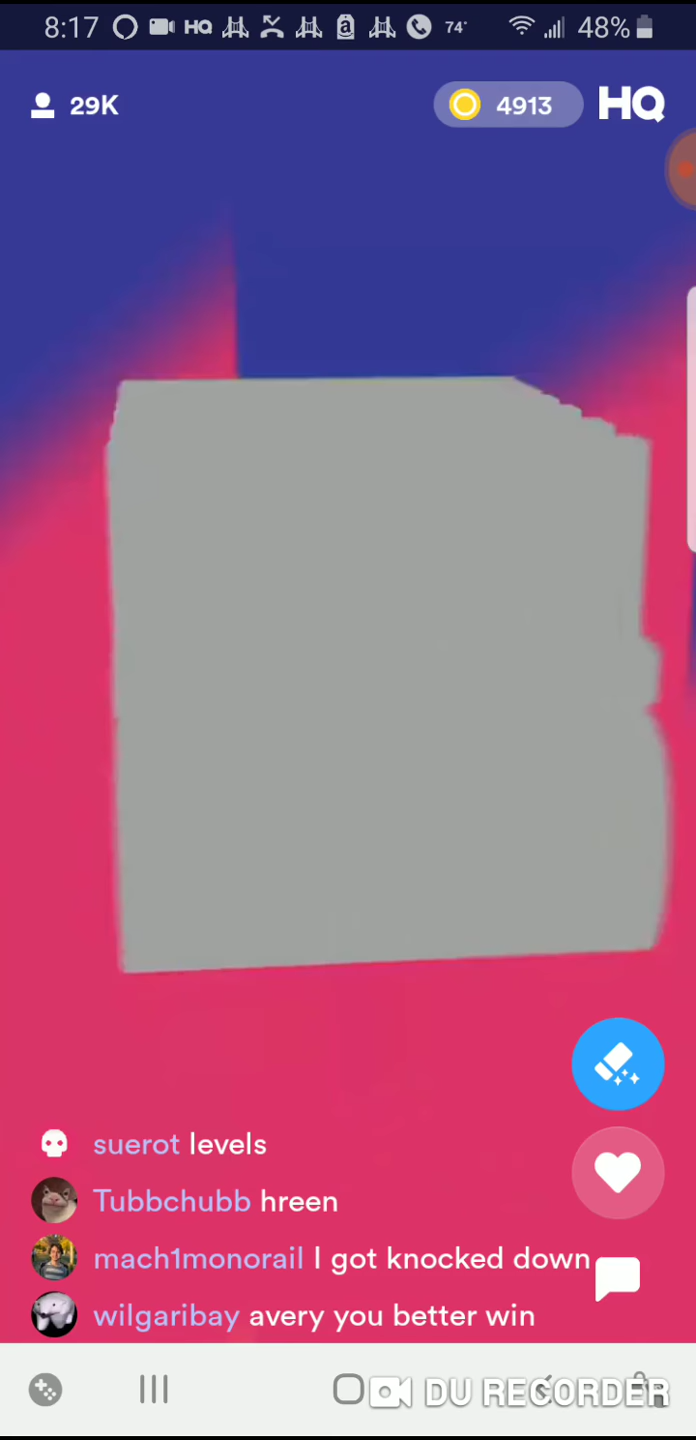 8:17 HQ a 74° 48%
29K 4913 HQ
suerot levels
Tubbchubb hreen
mach1monorail I got knocked down
wilgaribay avery you better win
DU RECORDER